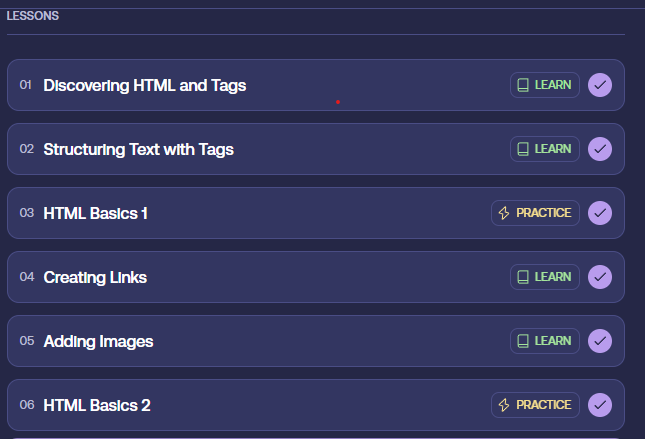 LESSONS
01 Discovering HTML and Tags LEARN
02 Structuring Text with Tags LEARN
03 HTML Basics 1 PRACTICE
04 Creating Links LEARN
05 Adding Images LEARN
06 HTML Basics 2 PRACTICE